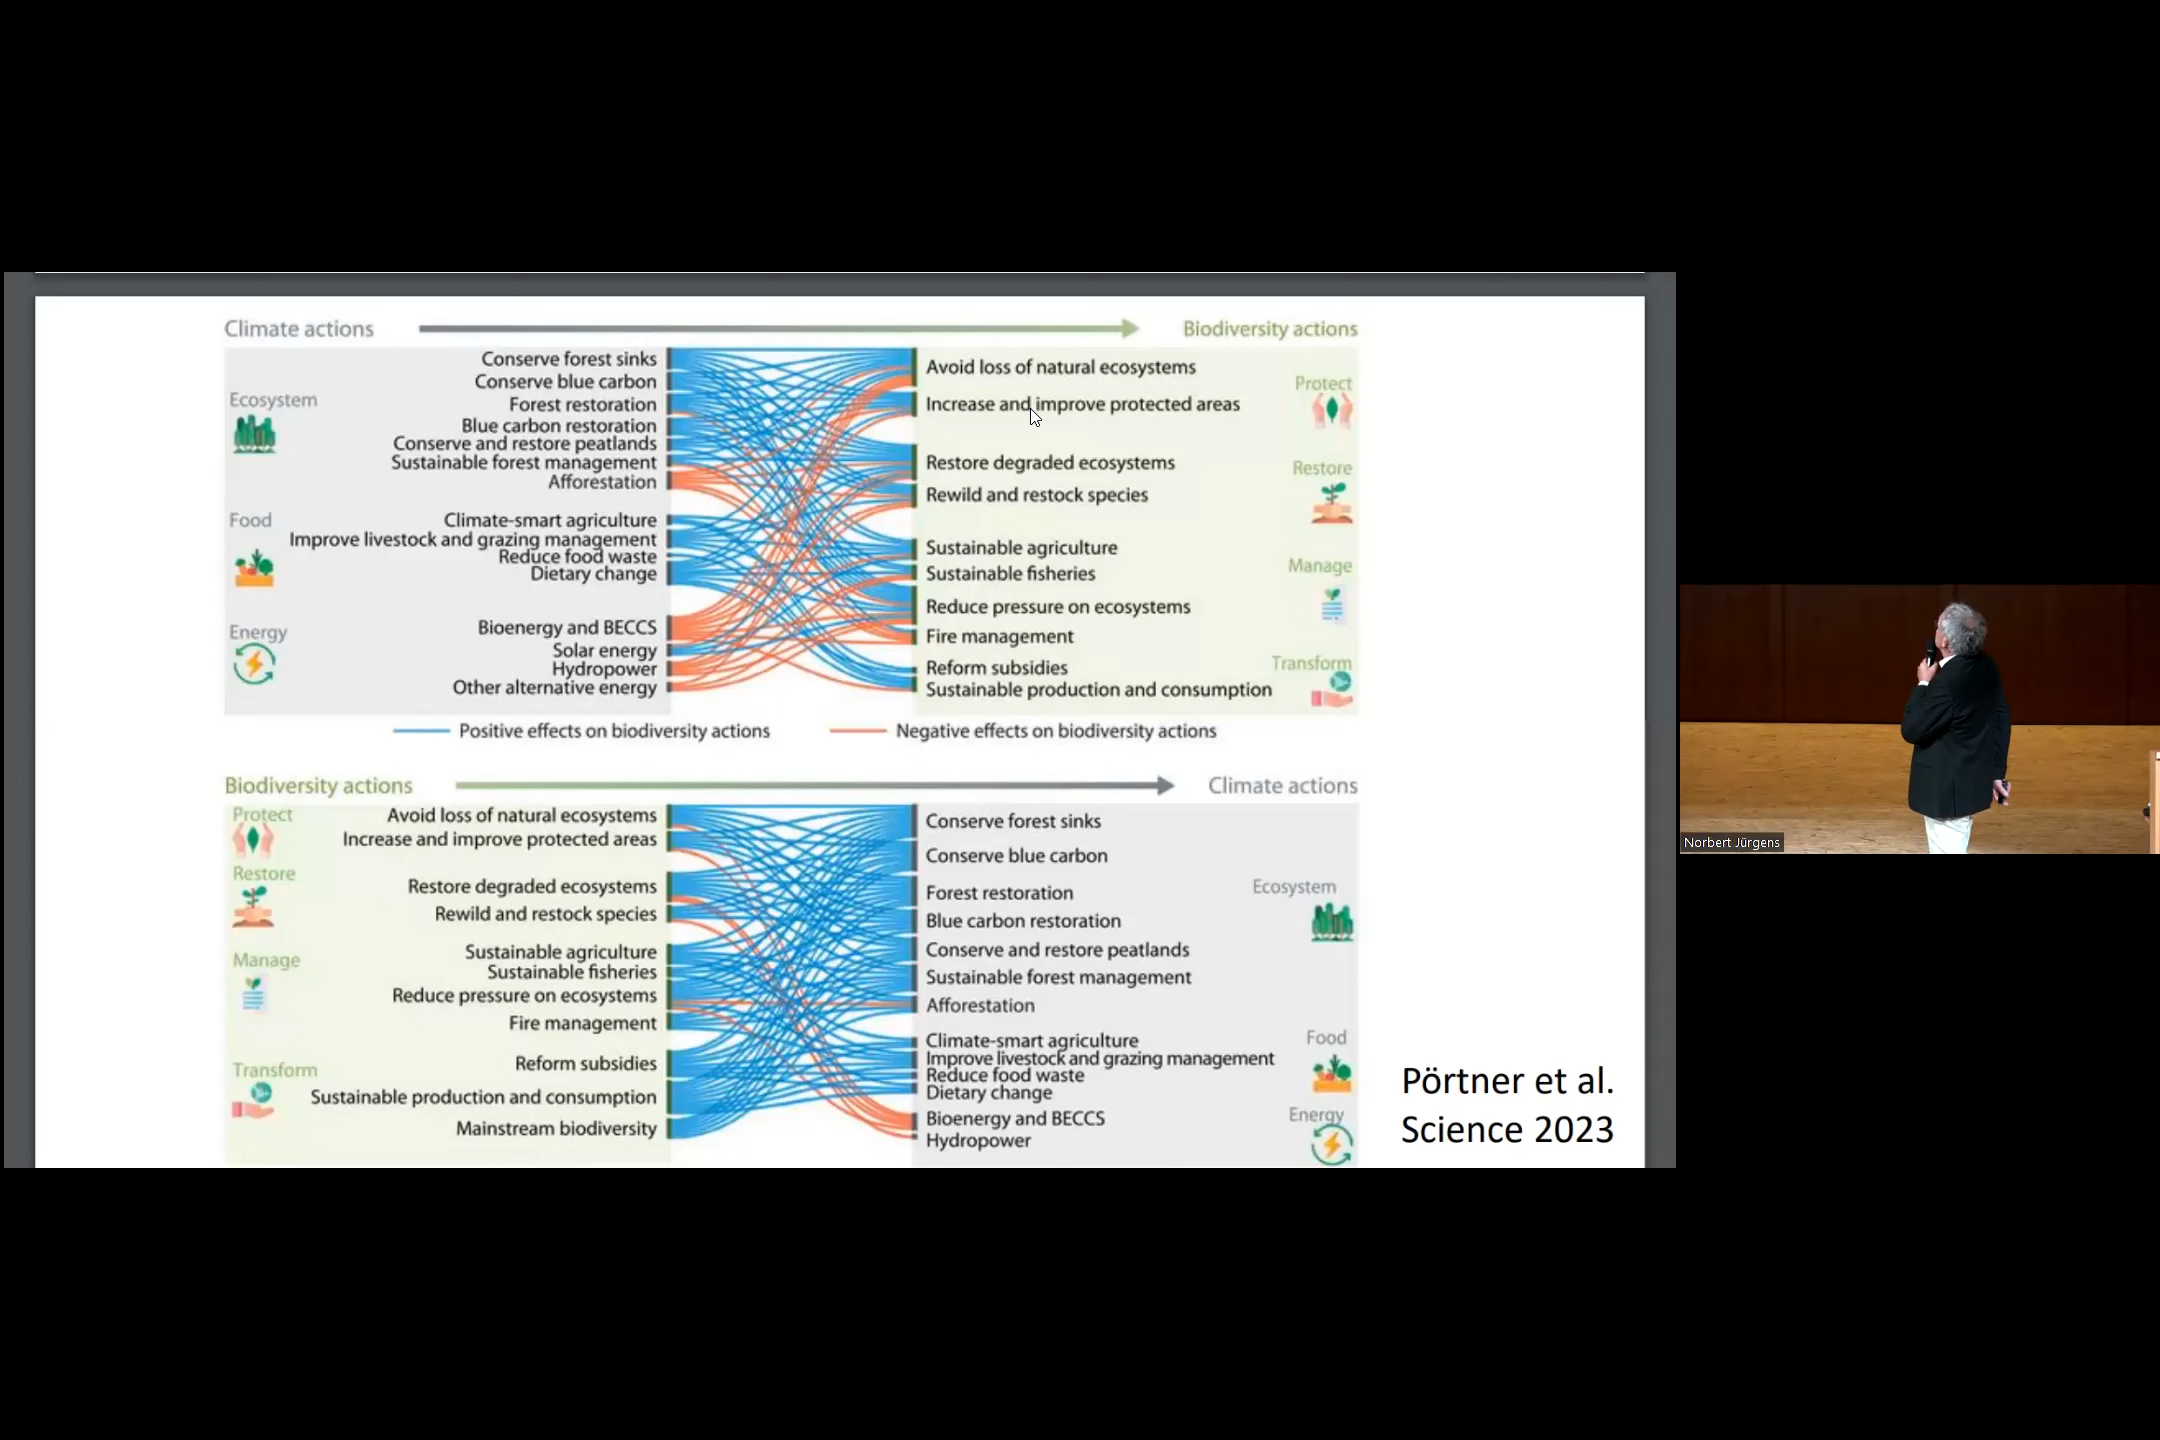 Climate actions
Biodiversity actions
Ecosystem
Conserve forest sinks
Conserve blue carbon
Forest restoration
Blue carbon restoration
Conserve and restore peatlands
Sustainable forest management
Afforestation
Food
Climate-smart agriculture
Improve livestock and grazing management
Reduce food waste
Dietary change
Energy
Bioenergy and BECCS
Solar energy
Hydropower
Other alternative energy
Avoid loss of natural ecosystems
Increase and improve protected areas
Protect
Restore degraded ecosystems
Rewild and restock species
Restore
Sustainable agriculture
Sustainable fisheries
Reduce pressure on ecosystems
Fire management
Manage
Reform subsidies
Sustainable production and consumption
Transform
Positive effects on biodiversity actions
Negative effects on biodiversity actions
Biodiversity actions
Climate actions
Protect
Avoid loss of natural ecosystems
Increase and improve protected areas
Restore
Restore degraded ecosystems
Rewild and restock species
Manage
Sustainable agriculture
Sustainable fisheries
Reduce pressure on ecosystems
Fire management
Transform
Reform subsidies
Sustainable production and consumption
Mainstream biodiversity
Conserve forest sinks
Conserve blue carbon
Forest restoration
Blue carbon restoration
Conserve and restore peatlands
Sustainable forest management
Afforestation
Ecosystem
Climate-smart agriculture
Improve livestock and grazing management
Reduce food waste
Dietary change
Food
Bioenergy and BECCS
Hydropower
Energy
Pörtner et al.
Science 2023
Norbert Jürgens